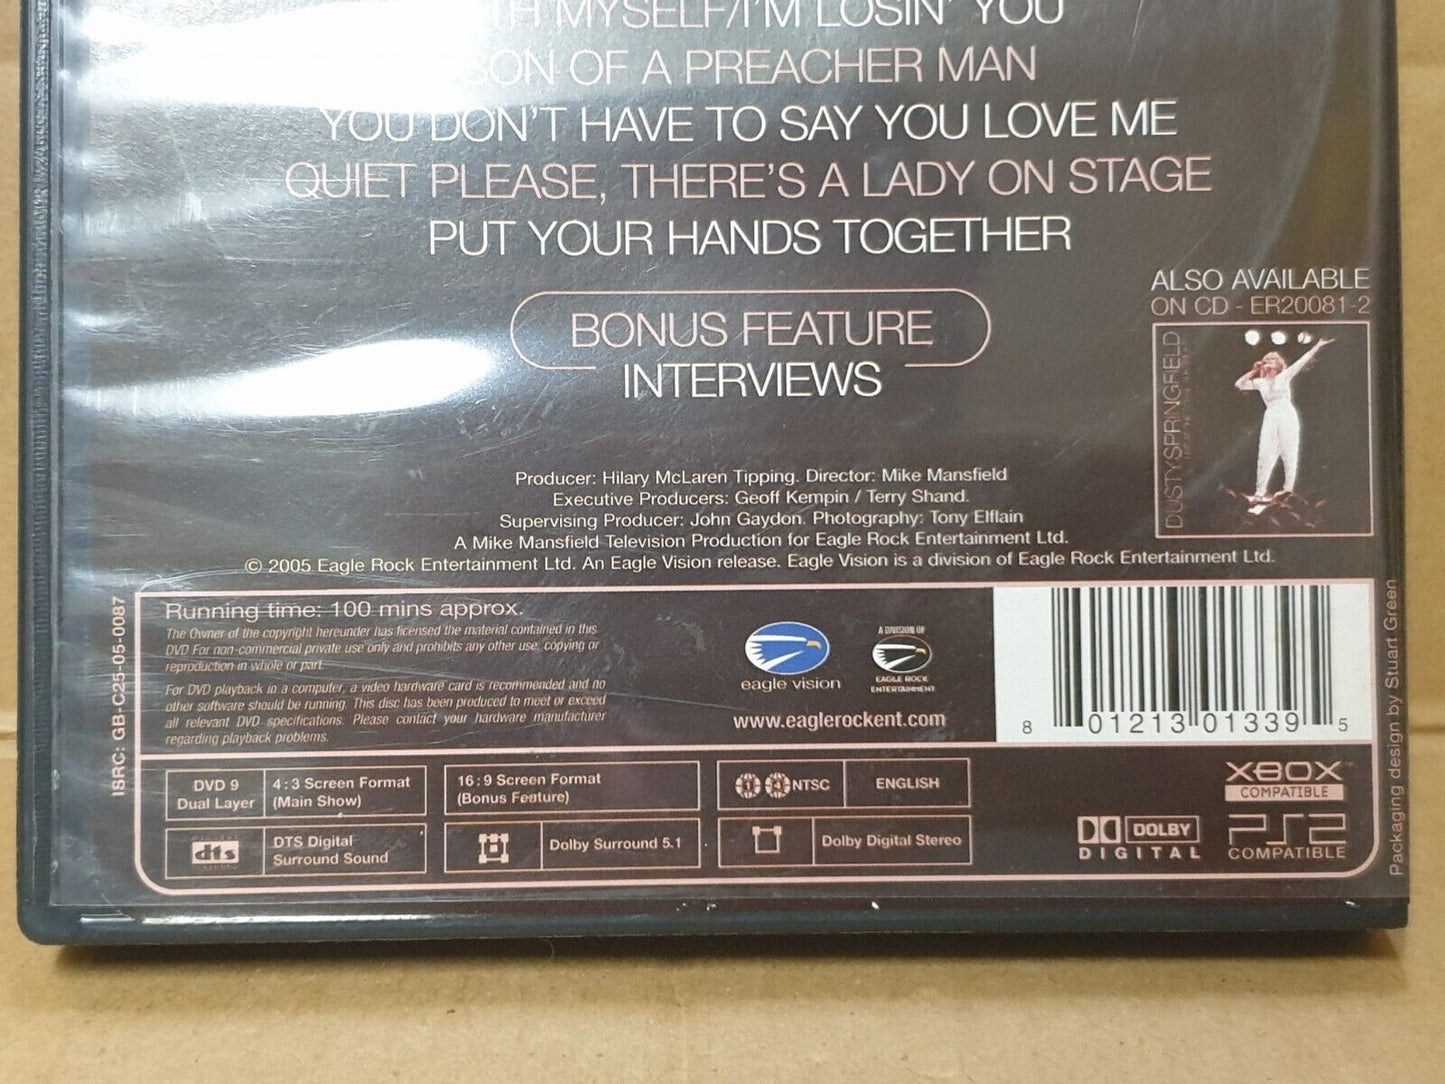 TH MYSELF/I'M LOSIN' YOU
SON OF A PREACHER MAN
YOU DON'T HAVE TO SAY YOU LOVE ME
QUIET PLEASE, THERE'S A LADY ON STAGE
PUT YOUR HANDS TOGETHER
ALSO AVAILABLE
ON CD - ER20081-2
DUSTY SPRINGFIELD
BONUS FEATURE
INTERVIEWS
Producer: Hilary McLaren Tipping. Director: Mike Mansfield
Executive Producers: Geoff Kempin / Terry Shand.
Supervising Producer: John Gaydon. Photography: Tony Elflain
A Mike Mansfield Television Production for Eagle Rock Entertainment Ltd.
© 2005 Eagle Rock Entertainment Ltd. An Eagle Vision release. Eagle Vision is a division of Eagle Rock Entertainment Ltd.
ISRC: GB-C25-05-0087
Running time: 100 mins approx.
The Owner of the copyright hereunder has licensed the material contained in this
DVD For non-commercial private use only and prohibits any other use, copying or
reproduction in whole or part.
For DVD playback in a computer, a video hardware card is recommended and no
other software should be running. This disc has been produced to meet or exceed
all relevant DVD specifications. Please contact your hardware manufacturer
regarding playback problems.
eagle vision
A DIVISION OF
EAGLE ROCK
ENTERTAINMENT
www.eaglerockent.com
8 01213 01339 5
Packaging design by Stuart Green
DVD 9
Dual Layer
4:3 Screen Format
(Main Show)
16:9 Screen Format
(Bonus Feature)
NTSC
ENGLISH
XBOX™
COMPATIBLE
dts
DTS Digital
Surround Sound
Dolby Surround 5.1
Dolby Digital Stereo
DOLBY
DIGITAL
PS2
COMPATIBLE